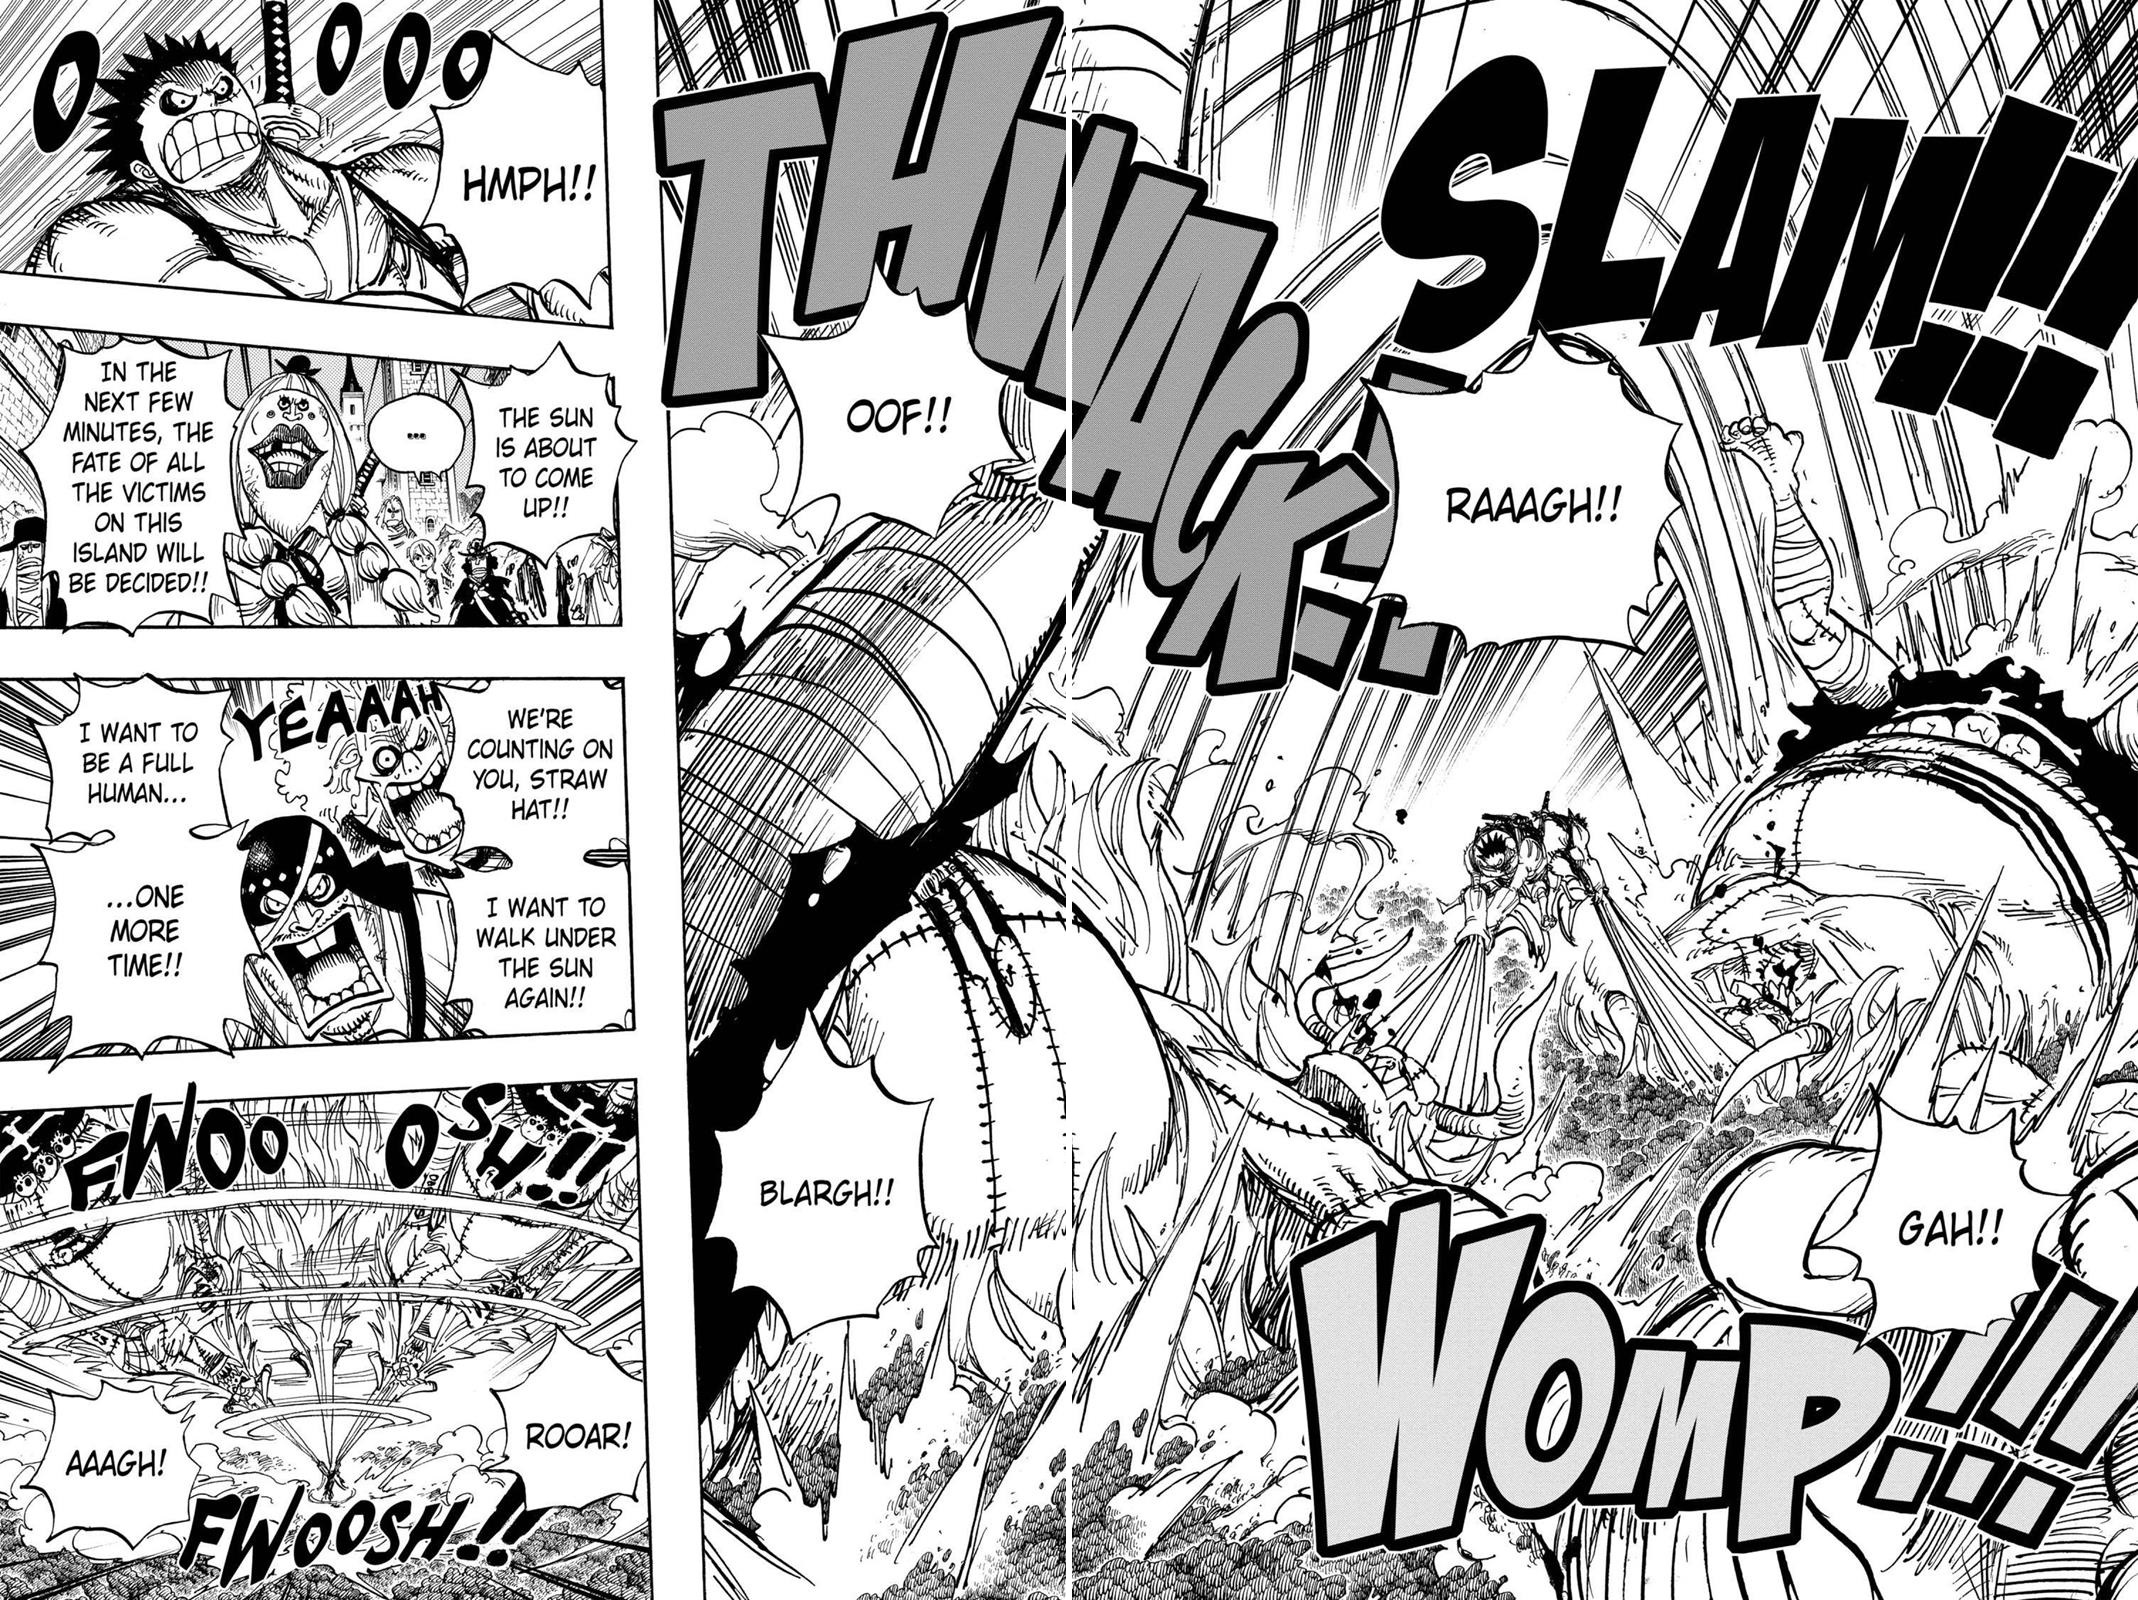 SLAM!!!
RAAAGH!!
THWACK!!
OOF!!
GAH!!
WOMP!!!
BLARGH!!
OOOO
HMPH!!
THE SUN
IS ABOUT
TO COME
UP!!
...
IN THE
NEXT FEW
MINUTES, THE
FATE OF ALL
THE VICTIMS
ON THIS
ISLAND WILL
BE DECIDED!!
WE'RE
COUNTING ON
YOU, STRAW
HAT!!
YEAAAH
I WANT TO
WALK UNDER
THE SUN
AGAIN!!
I WANT TO
BE A FULL
HUMAN...
...ONE
MORE
TIME!!
FWOOOSH!!
ROOAR!
AAAGH!
FWOOSH!!